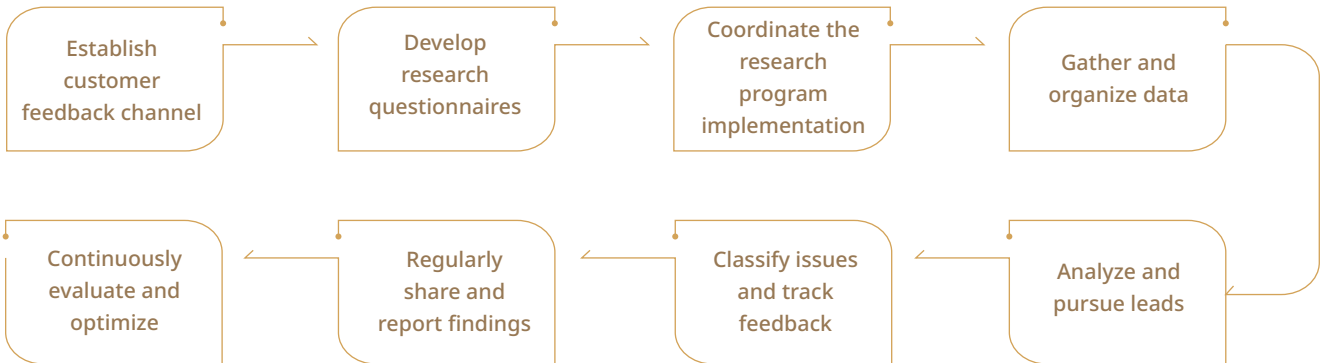 Establish
customer
feedback channel
Develop
research
questionnaires
Coordinate the
research
program
implementation
Gather and
organize data
Analyze and
pursue leads
Classify issues
and track
feedback
Regularly
share and
report findings
Continuously
evaluate and
optimize